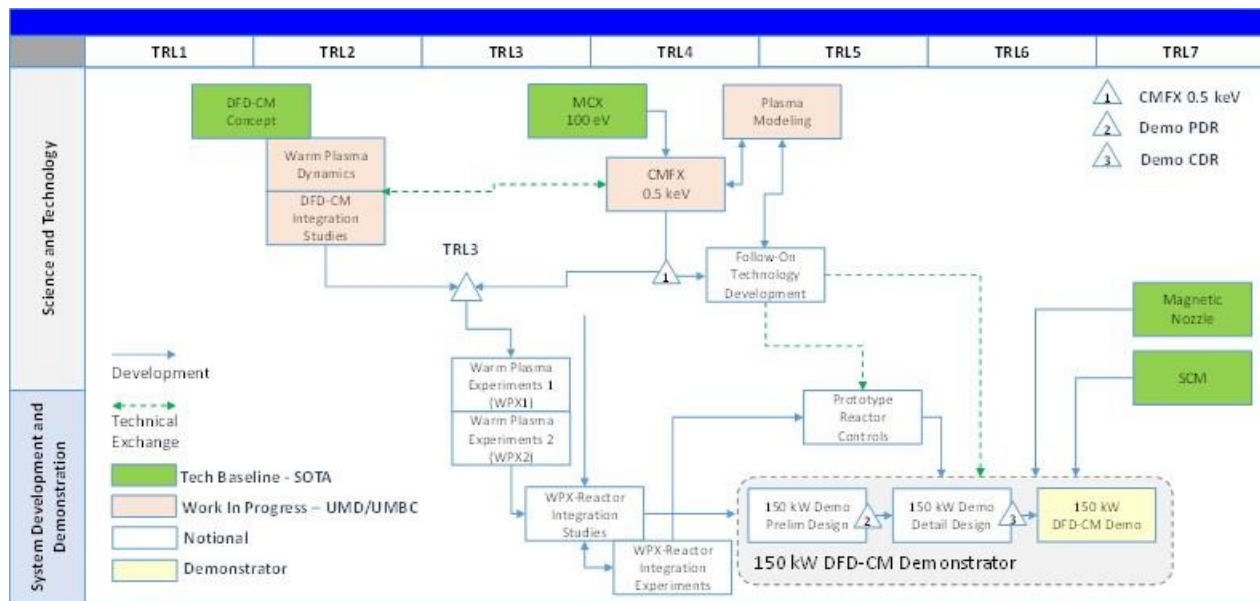 TRL1 TRL2 TRL3 TRL4 TRL5 TRL6 TRL7
Science and Technology
DFD-CM
Concept
Warm Plasma
Dynamics
DFD-CM
Integration
Studies
MCX
100 eV
Plasma
Modeling
CMFX
0.5 keV
1 CMFX 0.5 keV
2 Demo PDR
3 Demo CDR
TRL3
1
Follow-On
Technology
Development
Magnetic
Nozzle
SCM
Development
Technical
Exchange
Tech Baseline - SOTA
Work In Progress – UMD/UMBC
Notional
Demonstrator
System Development and
Demonstration
Warm Plasma
Experiments 1
(WPX1)
Warm Plasma
Experiments 2
(WPX2)
Prototype
Reactor
Controls
WPX-Reactor
Integration
Studies
WPX-Reactor
Integration
Experiments
150 kW Demo
Prelim Design
2
150 kW Demo
Detail Design
3
150 kW
DFD-CM Demo
150 kW DFD-CM Demonstrator